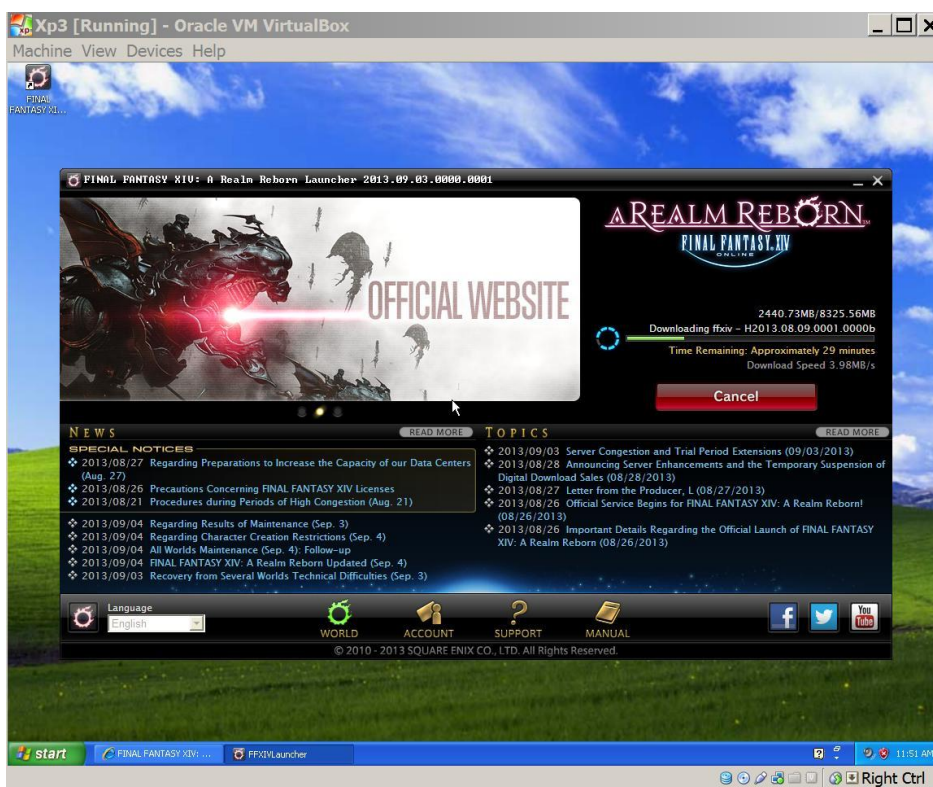 Xp3 [Running] - Oracle VM VirtualBox
Machine View Devices Help
FINAL
FANTASY XI...
FINAL FANTASY XIV: A Realm Reborn Launcher 2013.09.03.0000.0001
OFFICIAL WEBSITE
A REALM REBORN™
FINAL FANTASY XIV
ONLINE
2440.73MB/8325.56MB
Downloading ffxiv - H2013.08.09.0001.0000b
Time Remaining: Approximately 29 minutes
Download Speed 3.98MB/s
Cancel
NEWS READ MORE
SPECIAL NOTICES
2013/08/27 Regarding Preparations to Increase the Capacity of our Data Centers
(Aug. 27)
2013/08/26 Precautions Concerning FINAL FANTASY XIV Licenses
2013/08/21 Procedures during Periods of High Congestion (Aug. 21)
2013/09/04 Regarding Results of Maintenance (Sep. 3)
2013/09/04 Regarding Character Creation Restrictions (Sep. 4)
2013/09/04 All Worlds Maintenance (Sep. 4): Follow-up
2013/09/04 FINAL FANTASY XIV: A Realm Reborn Updated (Sep. 4)
2013/09/03 Recovery from Several Worlds Technical Difficulties (Sep. 3)
TOPICS READ MORE
2013/09/03 Server Congestion and Trial Period Extensions (09/03/2013)
2013/08/28 Announcing Server Enhancements and the Temporary Suspension of
Digital Download Sales (08/28/2013)
2013/08/27 Letter from the Producer, L (08/27/2013)
2013/08/26 Official Service Begins for FINAL FANTASY XIV: A Realm Reborn!
(08/26/2013)
2013/08/26 Important Details Regarding the Official Launch of FINAL FANTASY
XIV: A Realm Reborn (08/26/2013)
Language
English
WORLD ACCOUNT SUPPORT MANUAL
You
Tube
© 2010 - 2013 SQUARE ENIX CO., LTD. All Rights Reserved.
start FINAL FANTASY XIV: ... FFXIVLauncher 11:51 AM
Right Ctrl